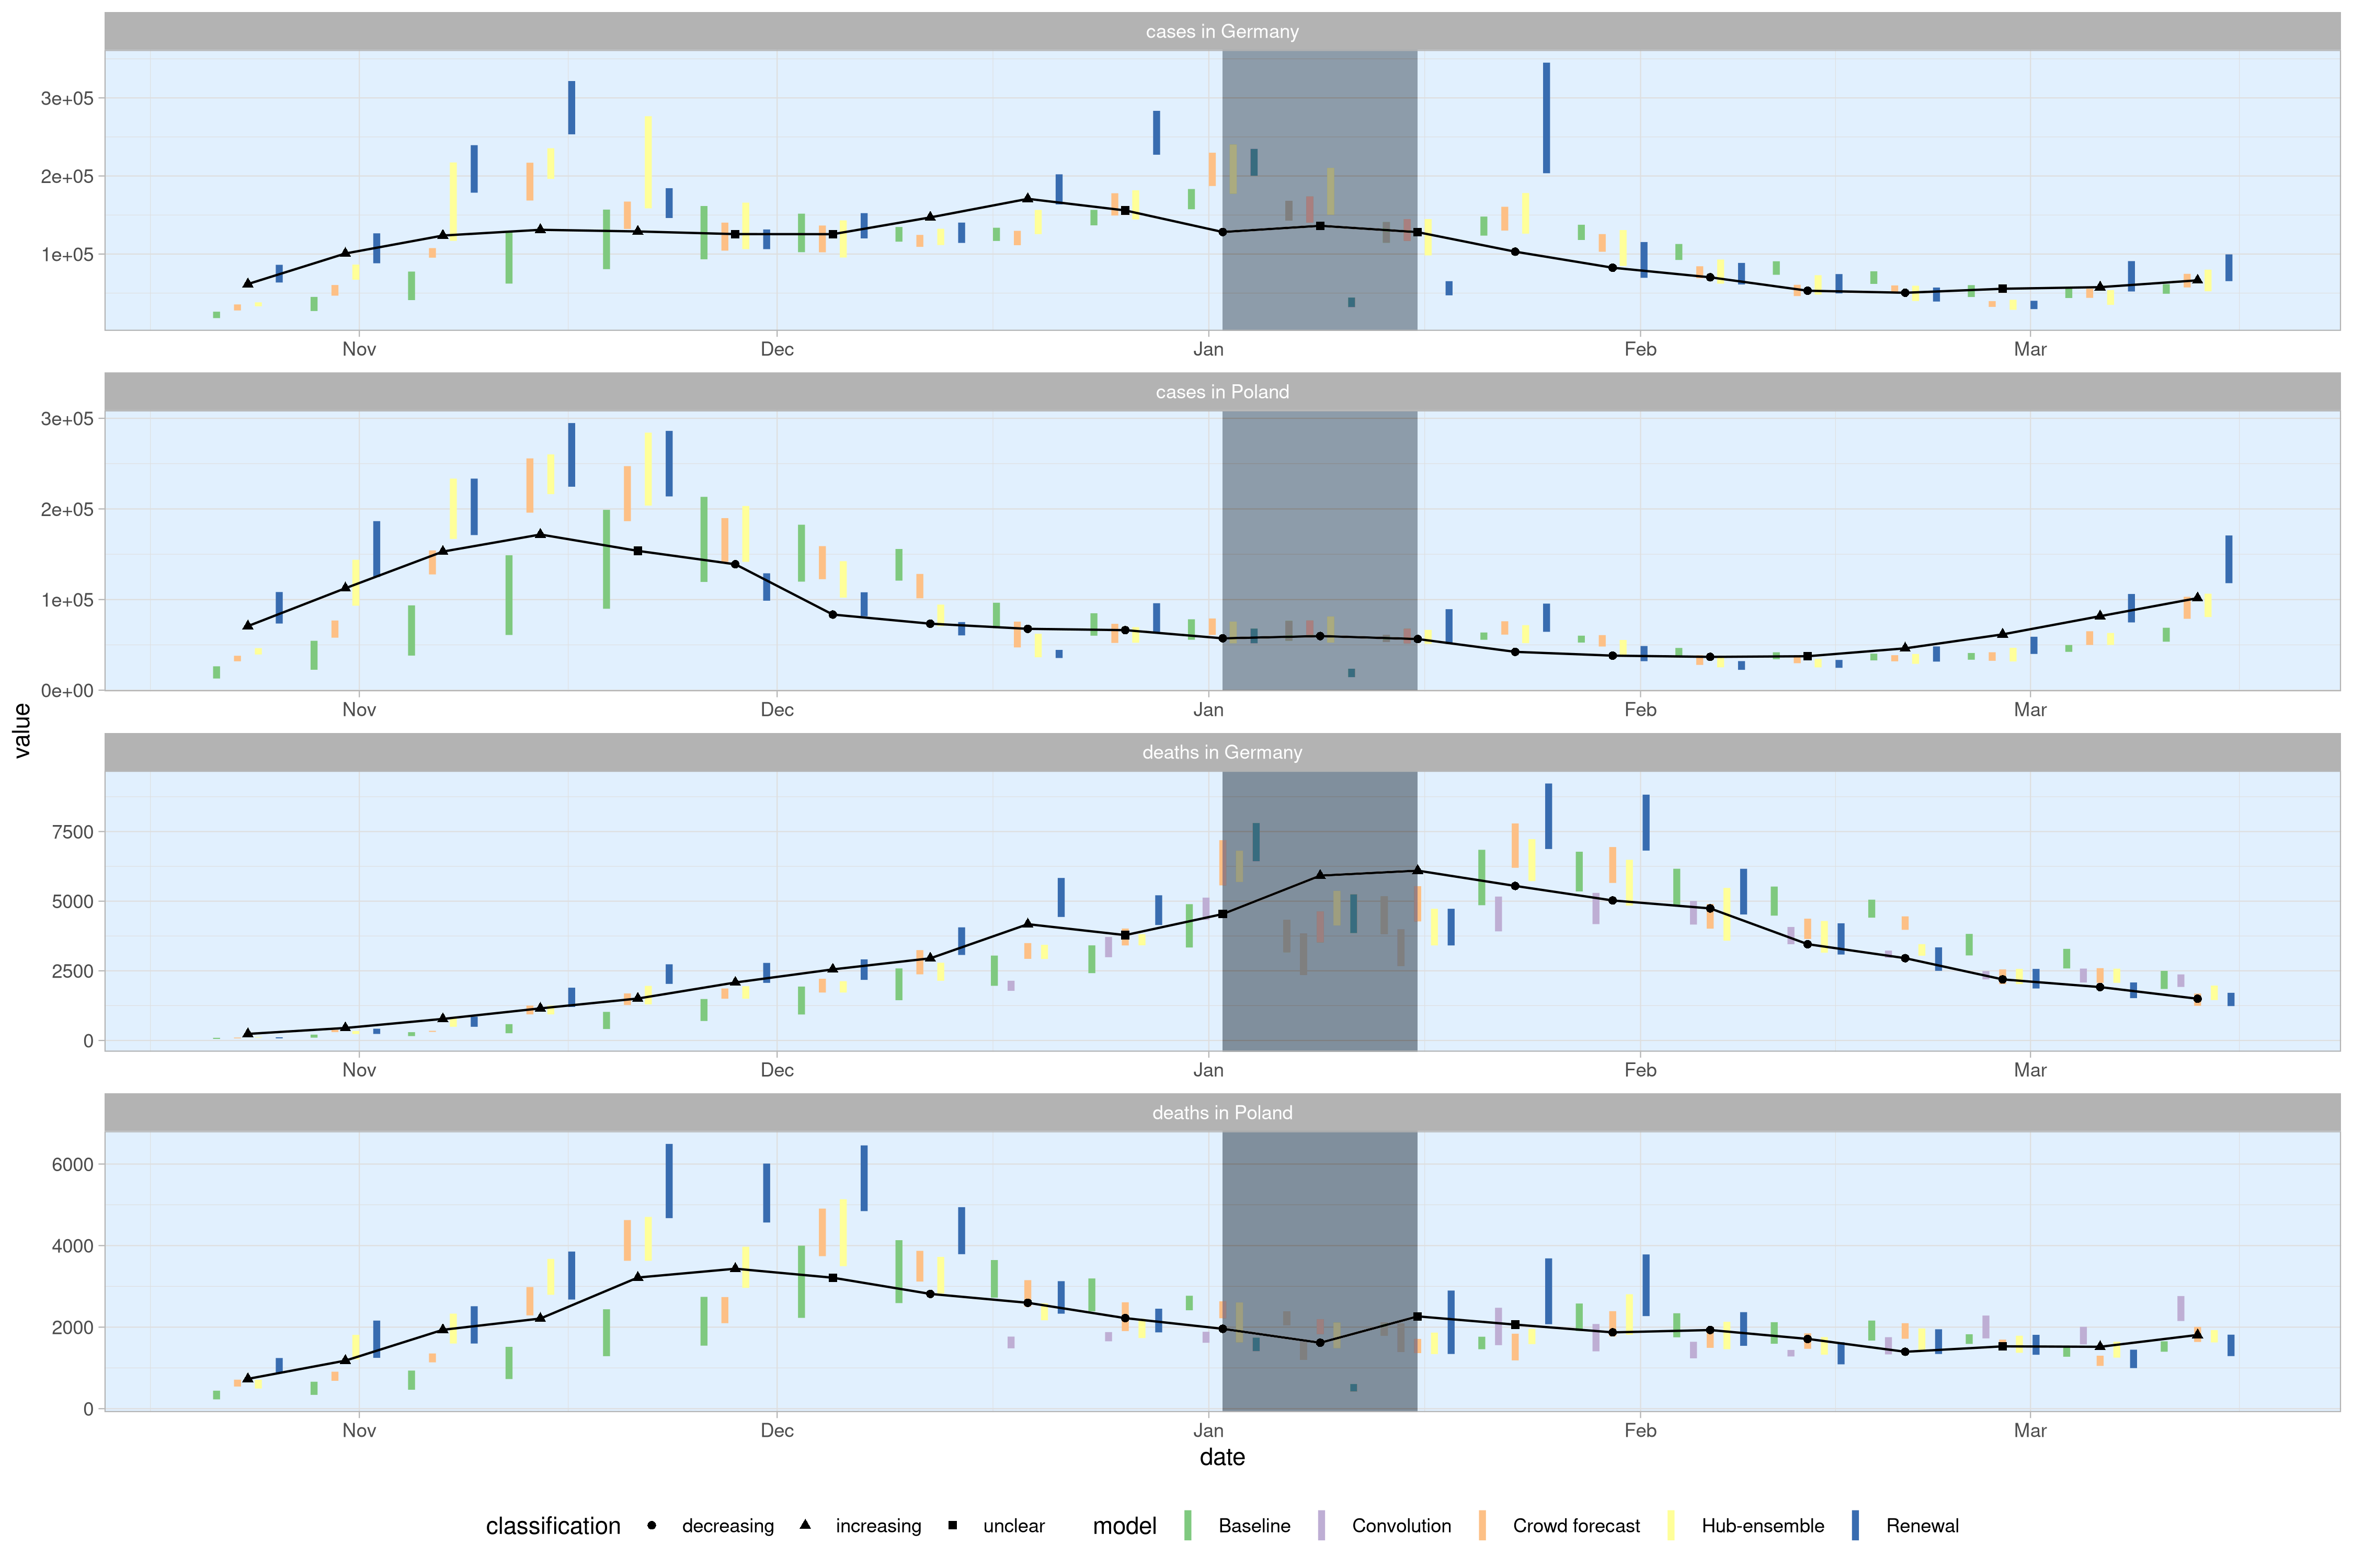 cases in Germany
3e+05
2e+05
1e+05
Nov Dec Jan Feb Mar
cases in Poland
3e+05
2e+05
1e+05
0e+00
Nov Dec Jan Feb Mar
value
deaths in Germany
7500
5000
2500
0
Nov Dec Jan Feb Mar
deaths in Poland
6000
4000
2000
0
Nov Dec Jan Feb Mar
date
classification decreasing increasing unclear model Baseline Convolution Crowd forecast Hub-ensemble Renewal